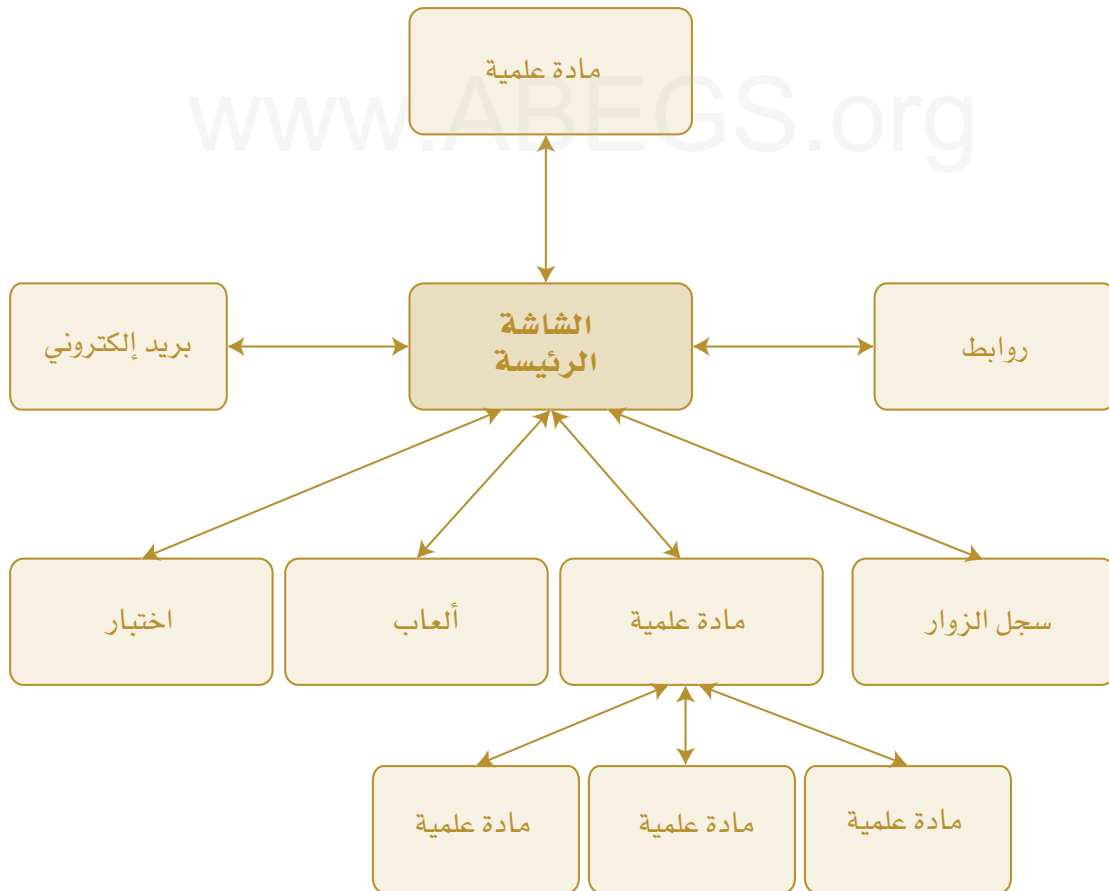 مادة علمية
www.ABEGS.org
روابط
الشاشة
الرئيسة
بريد إلكتروني
سجل الزوار
مادة علمية
ألعاب
اختبار
مادة علمية
مادة علمية
مادة علمية